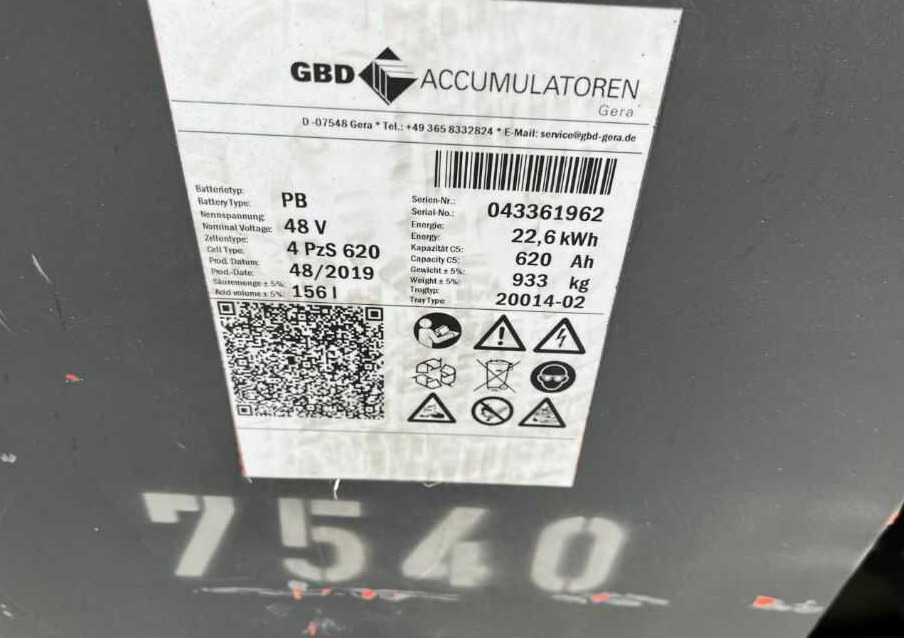 GBD ACCUMULATOREN
Gera
D-07548 Gera * Tel.: +49 365 8332824 * E-Mail: service@gbd-gera.de
Batterietyp:
Battery Type: PB
Nennspannung:
Nominal Voltage: 48 V
Zellentype:
Cell Type: 4 PzS 620
Prod. Datum:
Prod.-Date: 48/2019
Säuremenge ± 5%:
Acid volume ± 5%: 156 l
Serien-Nr.:
Serial-No.: 043361962
Energie:
Energy: 22,6 kWh
Kapazität C5:
Capacity C5: 620 Ah
Gewicht ± 5%:
Weight ± 5%: 933 kg
Trogtyp:
Tray Type: 20014-02
7540